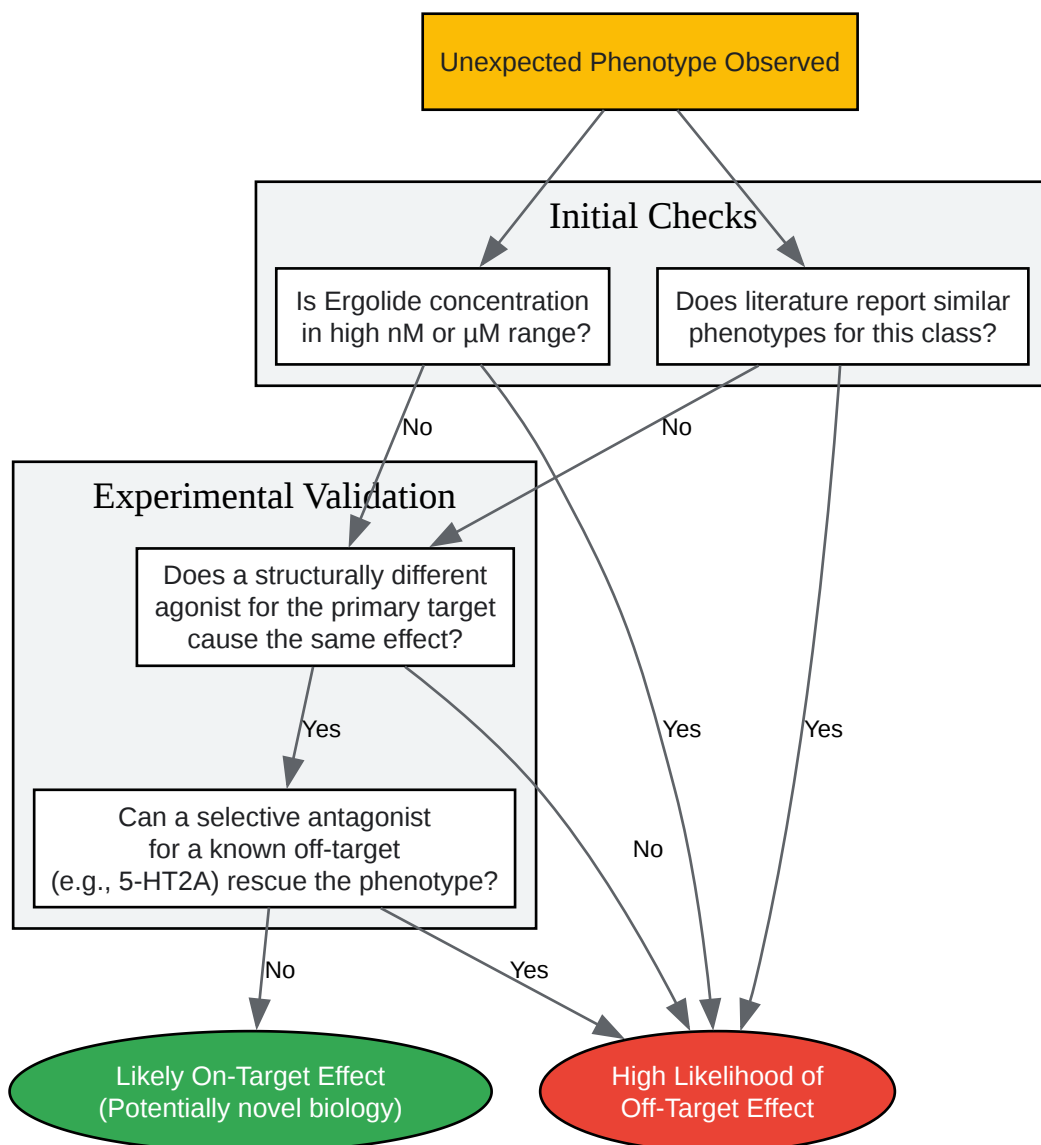 Unexpected Phenotype Observed
Initial Checks
Is Ergolide concentration
in high nM or µM range?
Does literature report similar
phenotypes for this class?
No
No
Experimental Validation
Does a structurally different
agonist for the primary target
cause the same effect?
Yes
Yes
Yes
Can a selective antagonist
for a known off-target
(e.g., 5-HT2A) rescue the phenotype?
No
No
Yes
Likely On-Target Effect
(Potentially novel biology)
High Likelihood of
Off-Target Effect